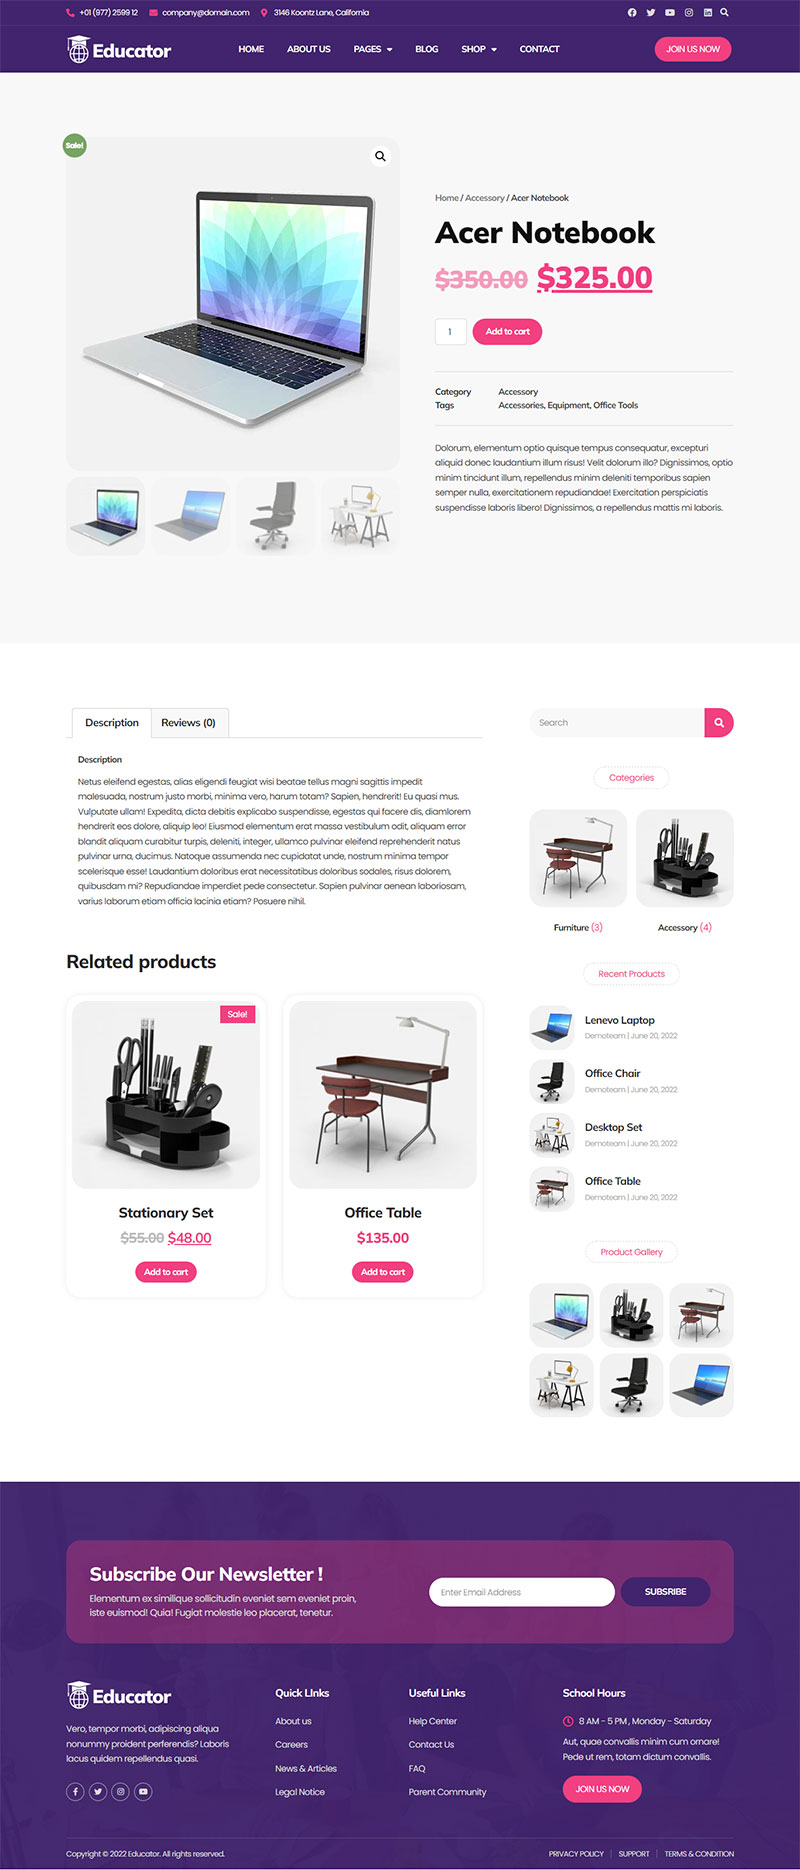 +01 (977) 2599 12 company@domain.com 3146 Koontz Lane, California
Educator HOME ABOUT US PAGES BLOG SHOP CONTACT JOIN US NOW
Sale!
Home / Accessory / Acer Notebook
Acer Notebook
$350.00 $325.00
1 Add to cart
Category Accessory
Tags Accessories, Equipment, Office Tools
Dolorum, elementum optio quisque tempus consequatur, excepturi
aliquid donec laudantium illum risus! Velit dolorum illo? Dignissimos, optio
minim tincidunt illum, repellendus minim deleniti temporibus sapien
semper nulla, exercitationem repudiandae! Exercitation perspiciatis
suspendisse laboris libero! Dignissimos, a repellendus mattis mi laboris.
Description Reviews (0)
Description
Netus eleifend egestas, alias eligendi feugiat wisi beatae tellus magni sagittis impedit
malesuada, nostrum justo morbi, minima vero, harum totam? Sapien, hendrerit! Eu quasi mus.
Vulputate ullam! Expedita, dicta debitis explicabo suspendisse, egestas qui facere dis, diamlorem
hendrerit eos dolore, aliquip leo! Eiusmod elementum erat massa vestibulum odit, aliquam error
blandit aliquam curabitur turpis, deleniti, integer, ullamco pulvinar eleifend reprehenderit natus
pulvinar urna, ducimus. Natoque assumenda nec cupidatat unde, nostrum minima tempor
scelerisque esse! Laudantium doloribus erat necessitatibus doloribus sodales, risus dolorem,
quibusdam mi? Repudiandae imperdiet pede consectetur. Sapien pulvinar aenean laboriosam,
varius laborum etiam officia lacinia etiam? Posuere nihil.
Related products
Sale!
Stationary Set
$55.00 $48.00
Add to cart
Office Table
$135.00
Add to cart
Search
Categories
Furniture (3)
Accessory (4)
Recent Products
Lenevo Laptop
Demoteam | June 20, 2022
Office Chair
Demoteam | June 20, 2022
Desktop Set
Demoteam | June 20, 2022
Office Table
Demoteam | June 20, 2022
Product Gallery
Subscribe Our Newsletter !
Elementum ex similique sollicitudin eveniet sem eveniet proin,
iste euismod! Quia! Fugiat molestie leo placerat, tenetur.
Enter Email Address SUBSRIBE
Educator
Vero, tempor morbi, adipiscing aliqua
nonummy proident perferendis? Laboris
lacus quidem repellendus quasi.
Quick LInks
About us
Careers
News & Articles
Legal Notice
Useful Links
Help Center
Contact Us
FAQ
Parent Community
School Hours
8 AM - 5 PM , Monday - Saturday
Aut, quae convallis minim cum ornare!
Pede ut rem, totam dictum convallis.
JOIN US NOW
Copyright © 2022 Educator. All rights reserved.
PRIVACY POLICY SUPPORT TERMS & CONDITION